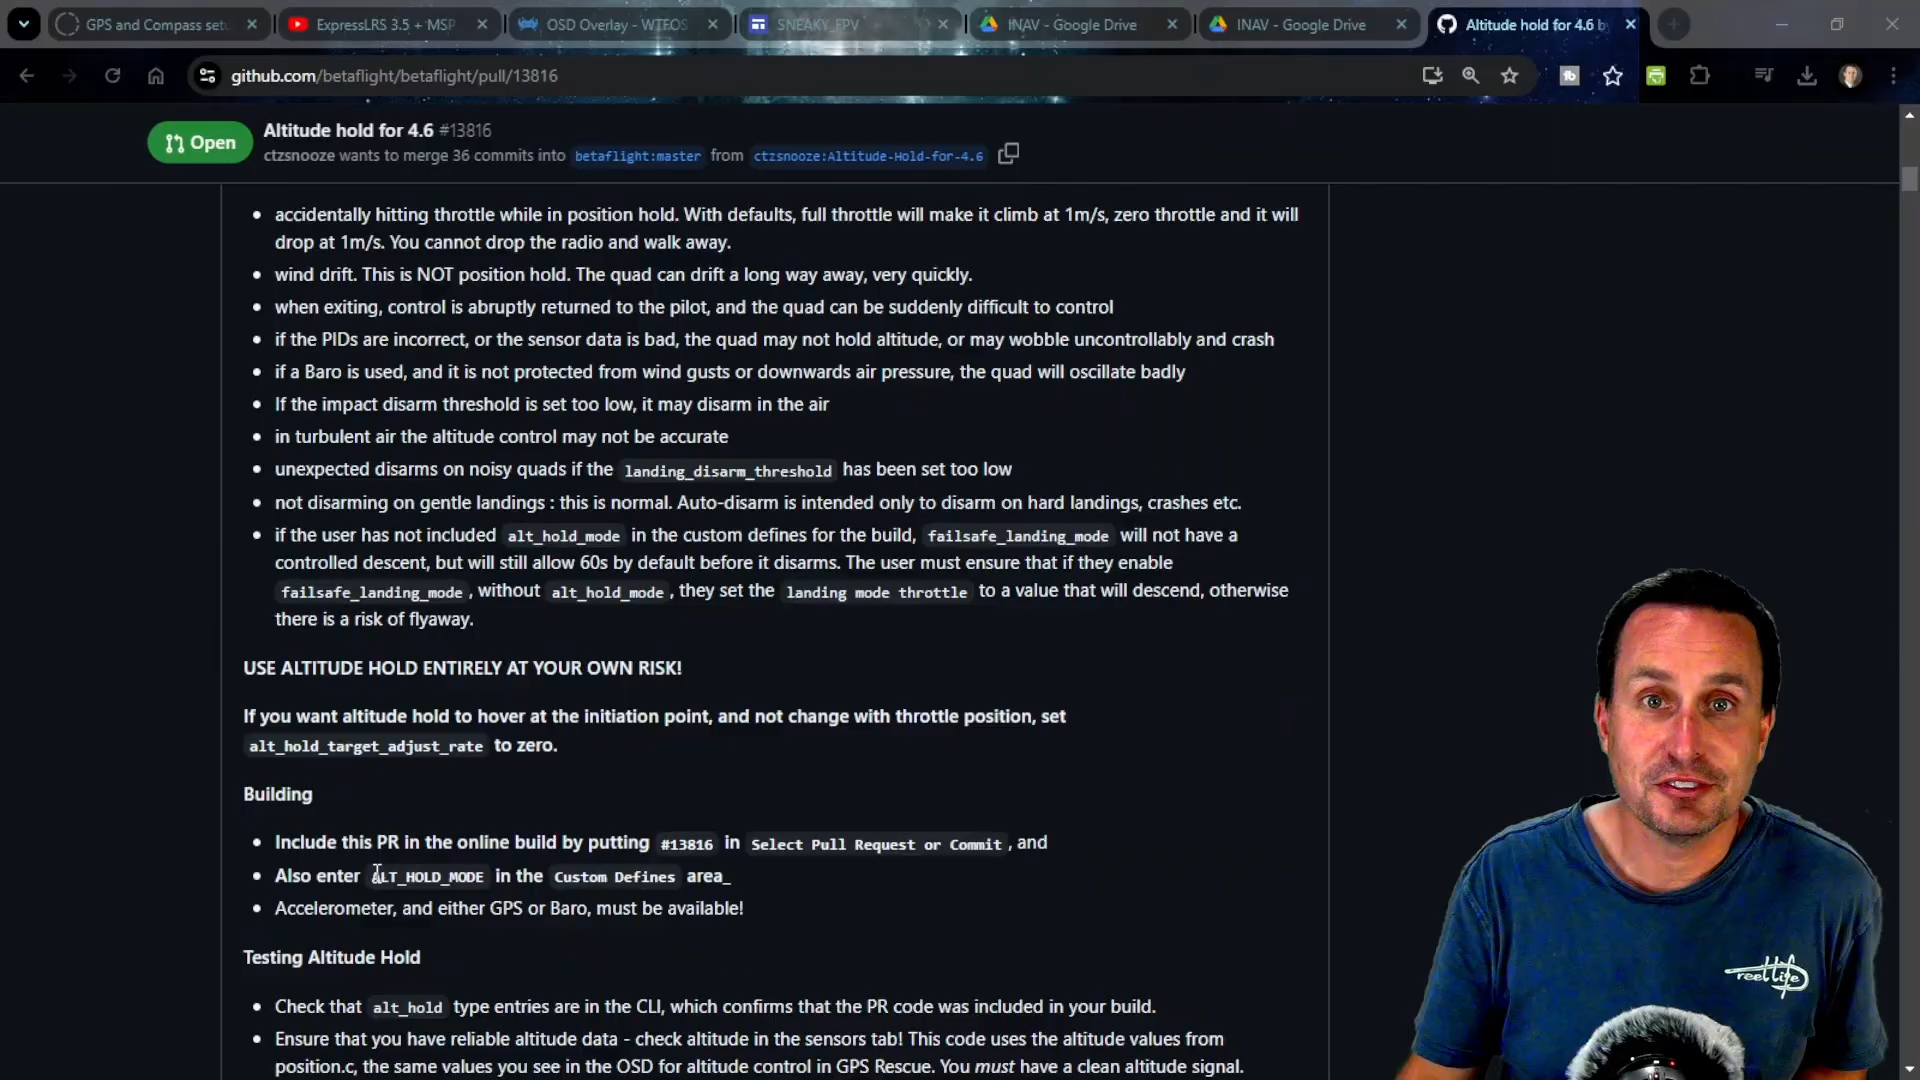 GPS and Compass setu
ExpressLRS 3.5 + MSP
OSD Overlay - WTFOS
SNEAKY_FPV
INAV - Google Drive
INAV - Google Drive
Altitude hold for 4.6 by
github.com/betaflight/betaflight/pull/13816
Open
Altitude hold for 4.6 #13816
ctzsnooze wants to merge 36 commits into betaflight:master from ctzsnooze:Altitude-Hold-for-4.6
accidentally hitting throttle while in position hold. With defaults, full throttle will make it climb at 1m/s, zero throttle and it will
drop at 1m/s. You cannot drop the radio and walk away.
wind drift. This is NOT position hold. The quad can drift a long way away, very quickly.
when exiting, control is abruptly returned to the pilot, and the quad can be suddenly difficult to control
if the PIDs are incorrect, or the sensor data is bad, the quad may not hold altitude, or may wobble uncontrollably and crash
if a Baro is used, and it is not protected from wind gusts or downwards air pressure, the quad will oscillate badly
If the impact disarm threshold is set too low, it may disarm in the air
in turbulent air the altitude control may not be accurate
unexpected disarms on noisy quads if the landing_disarm_threshold has been set too low
not disarming on gentle landings : this is normal. Auto-disarm is intended only to disarm on hard landings, crashes etc.
if the user has not included alt_hold_mode in the custom defines for the build, failsafe_landing_mode will not have a
controlled descent, but will still allow 60s by default before it disarms. The user must ensure that if they enable
failsafe_landing_mode, without alt_hold_mode, they set the landing mode throttle to a value that will descend, otherwise
there is a risk of flyaway.
USE ALTITUDE HOLD ENTIRELY AT YOUR OWN RISK!
If you want altitude hold to hover at the initiation point, and not change with throttle position, set
alt_hold_target_adjust_rate to zero.
Building
Include this PR in the online build by putting #13816 in Select Pull Request or Commit, and
Also enter ALT_HOLD_MODE in the Custom Defines area_
Accelerometer, and either GPS or Baro, must be available!
Testing Altitude Hold
Check that alt_hold type entries are in the CLI, which confirms that the PR code was included in your build.
Ensure that you have reliable altitude data - check altitude in the sensors tab! This code uses the altitude values from
position.c, the same values you see in the OSD for altitude control in GPS Rescue. You must have a clean altitude signal.
reel life